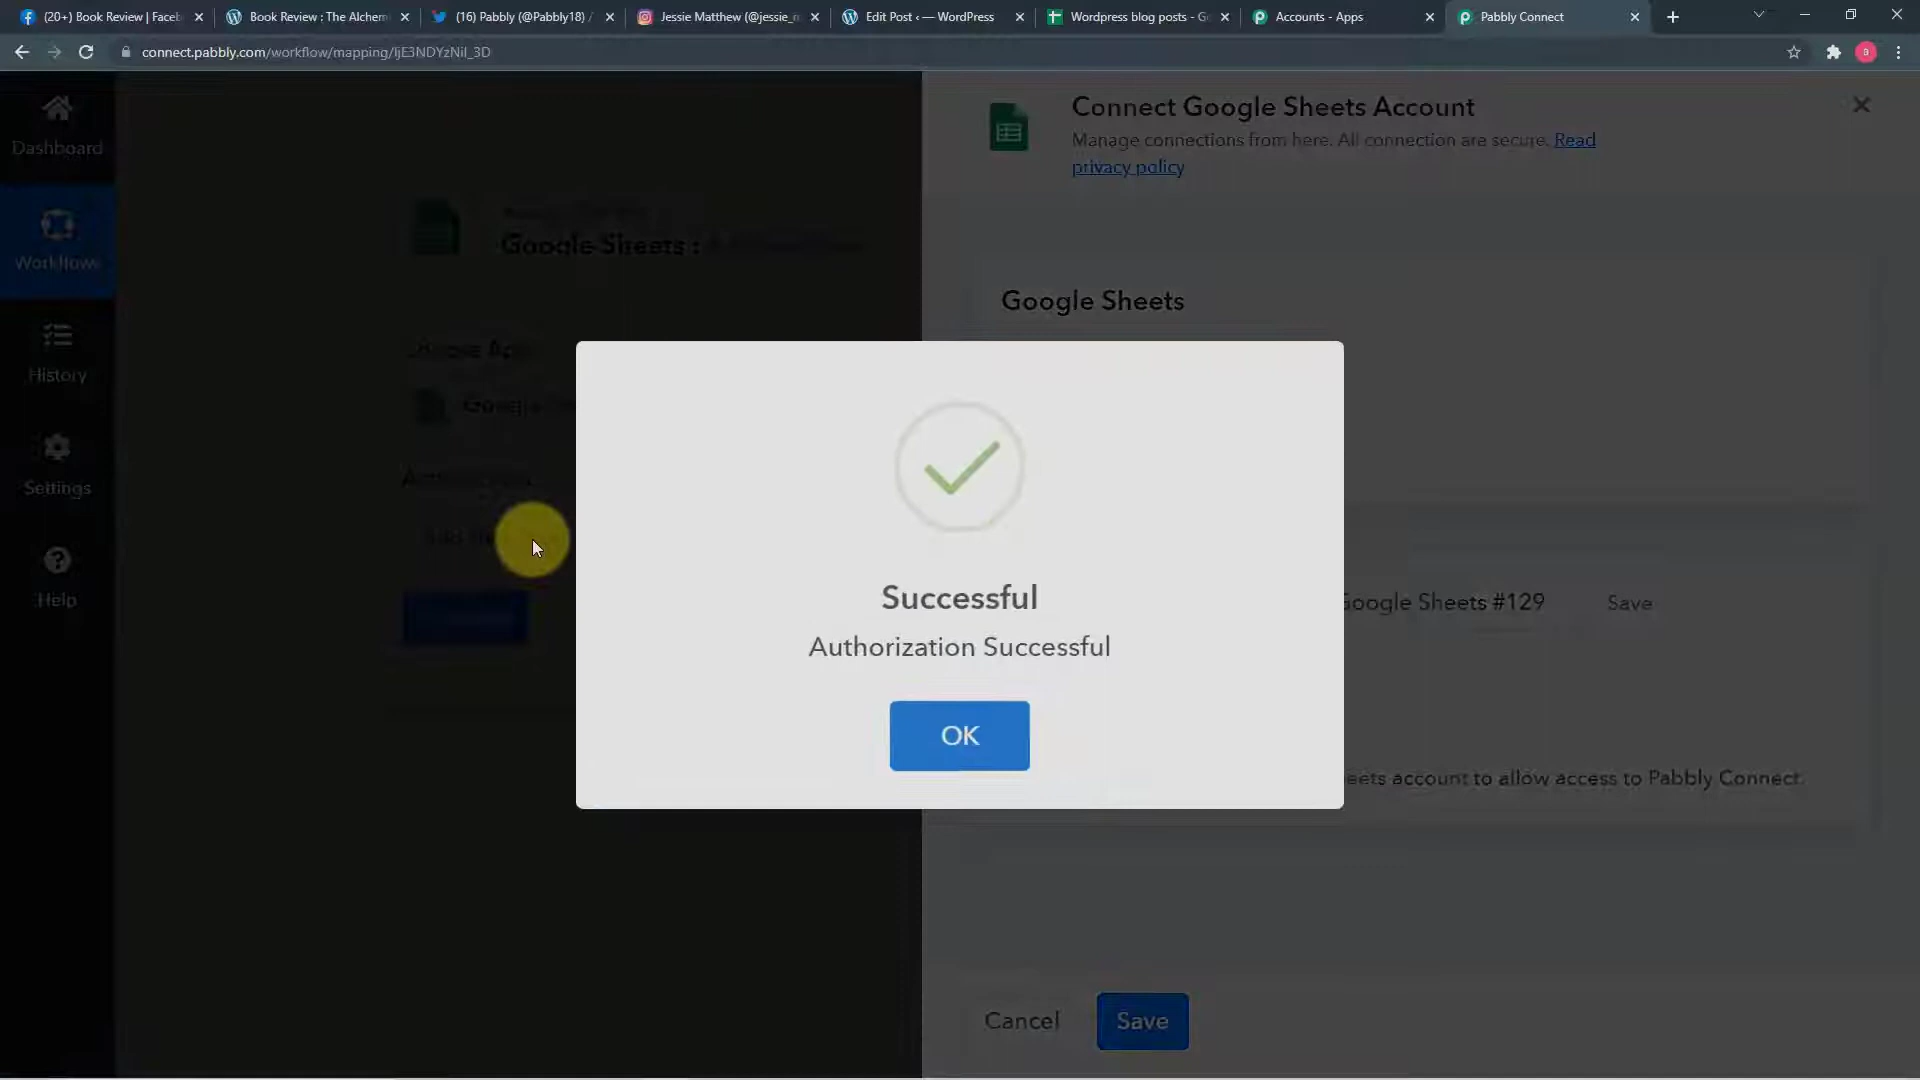 (20+) Book Review | Faceb
Book Review : The Alchem
(16) Pabbly (@Pabbly18) /
Jessie Matthew (@jessie_m
Edit Post ‹ — WordPress
Wordpress blog posts - Go
Accounts - Apps
Pabbly Connect
connect.pabbly.com/workflow/mapping/IjE3NDYzNiI_3D
Dashboard
Workflows
History
Settings
Help
Google Sheets :
Connect Google Sheets Account
Manage connections from here. All connection are secure. Read
privacy policy
Google Sheets
Successful
Authorization Successful
OK
Google Sheets #129
Save
eets account to allow access to Pabbly Connect.
Cancel
Save